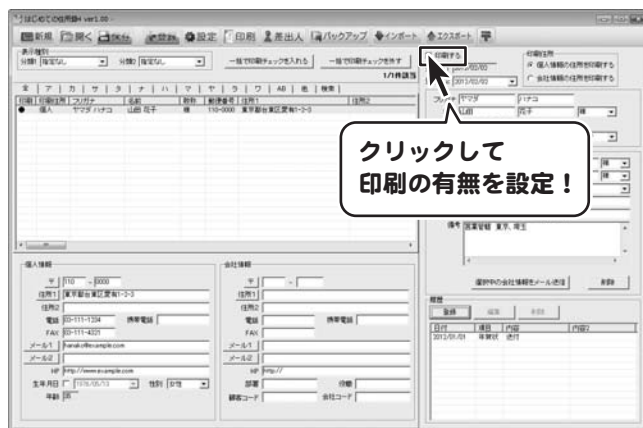 はじめての住所録H ver1.00
新規 開く 保存 設定 印刷 差出人 バックアップ インポート エクスポート
表示種別
分類1 指定なし 分類2 指定なし 一括で印刷チェックを入れる 一括で印刷チェックを外す
1/1件該当
全 ア カ サ タ ナ ハ マ ヤ ラ ワ AB 他 検索
印刷 印刷住所 フリガナ 名前 敬称 郵便番号 住所1 住所2
● 個人 ヤマダ ハナコ 山田 花子 様 110-0000 東京都台東区愛有1-2-3
印刷する
印刷住所
個人情報の住所を印刷する
会社情報の住所を印刷する
2012/03/03
フリガナ ヤマダ ハナコ
山田 花子 様
クリックして
印刷の有無を設定！
備考 営業管轄 東京、埼玉
選択中の会社情報をメール送信 削除
個人情報
〒 110 - 0000
住所1 東京都台東区愛有1-2-3
住所2
電話 03-111-1234 携帯電話
FAX 03-111-4321
メール1 hanako@example.com
メール2
HP http://www.example.com
生年月日 1976/05/13 性別 女性
年齢 35
会社情報
〒 -
住所1
住所2
電話 携帯電話
FAX
メール1
メール2
HP http://
部署 役職
顧客コード 会社コード
履歴
登録 編集 削除
日付 項目 内容 内容2
2012/01/01 年賀状 送付